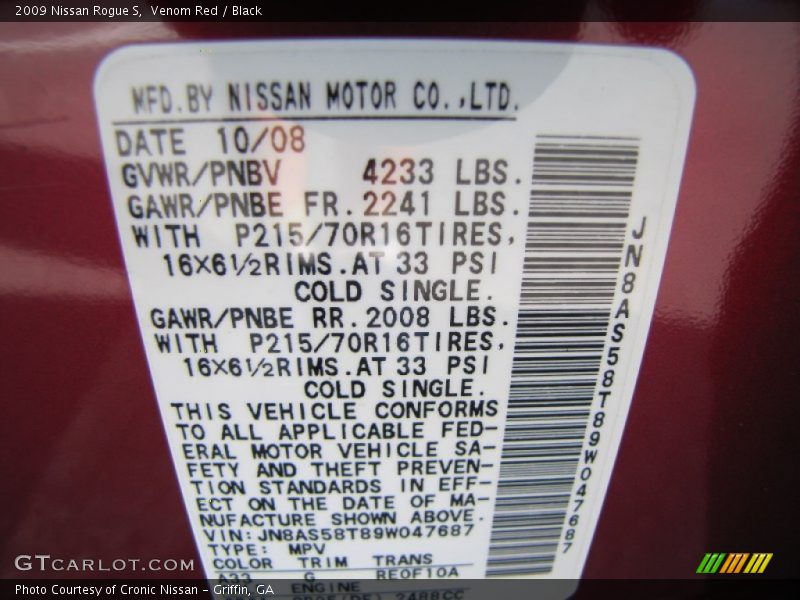 2009 Nissan Rogue S,  Venom Red / Black
MFD.BY NISSAN MOTOR CO.,LTD.
DATE 10/08
GVWR/PNBV 4233 LBS.
GAWR/PNBE FR.2241 LBS.
WITH P215/70R16TIRES,
16X6½RIMS.AT 33 PSI
COLD SINGLE.
GAWR/PNBE RR.2008 LBS.
WITH P215/70R16TIRES,
16X6½RIMS.AT 33 PSI
COLD SINGLE.
THIS VEHICLE CONFORMS
TO ALL APPLICABLE FED-
ERAL MOTOR VEHICLE SA-
FETY AND THEFT PREVEN-
TION STANDARDS IN EFF-
ECT ON THE DATE OF MA-
NUFACTURE SHOWN ABOVE.
VIN:JN8AS58T89W047687
TYPE: MPV
COLOR TRIM TRANS
A33 G RE0F10A
ENGINE
2488CC
JN8AS58T89W047687
GTCARLOT.COM
Photo Courtesy of Cronic Nissan - Griffin, GA